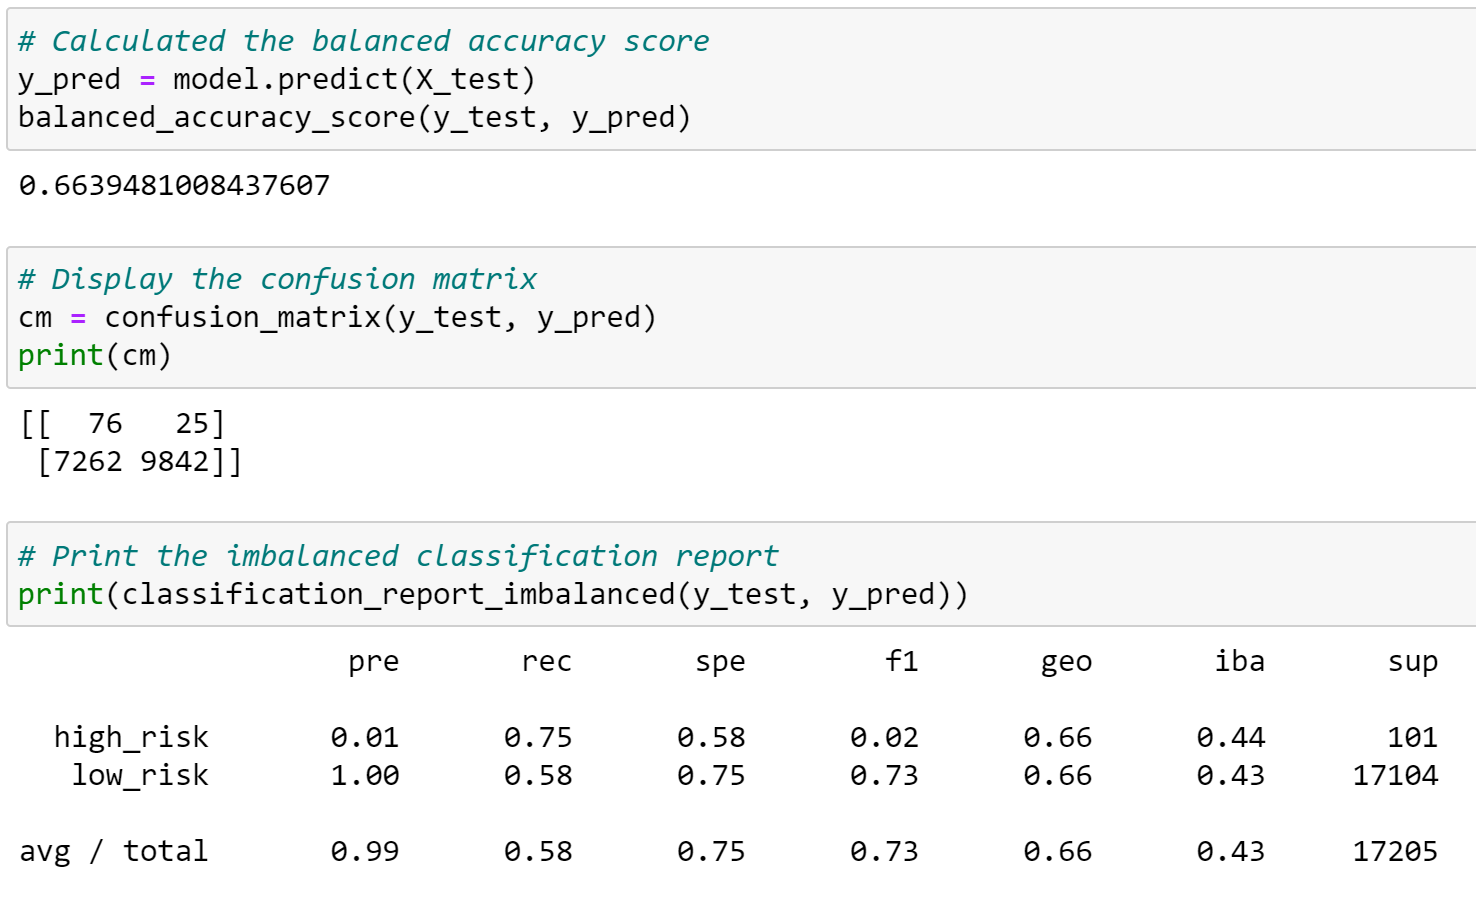 # Calculated the balanced accuracy score
y_pred = model.predict(X_test)
balanced_accuracy_score(y_test, y_pred)
0.6639481008437607
# Display the confusion matrix
cm = confusion_matrix(y_test, y_pred)
print(cm)
[[  76   25]
 [7262 9842]]
# Print the imbalanced classification report
print(classification_report_imbalanced(y_test, y_pred))
                   pre       rec       spe        f1       geo       iba       sup
  high_risk       0.01      0.75      0.58      0.02      0.66      0.44       101
   low_risk       1.00      0.58      0.75      0.73      0.66      0.43     17104
avg / total       0.99      0.58      0.75      0.73      0.66      0.43     17205